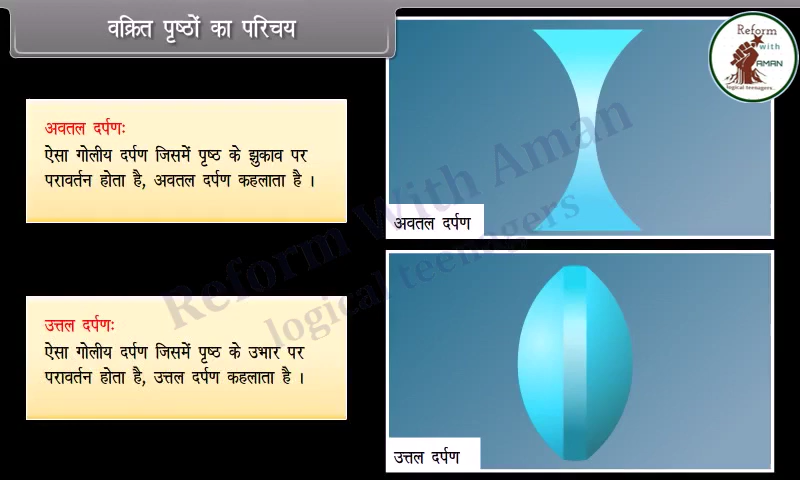 वक्रित पृष्ठों का परिचय
Reform
with
AMAN
logical teenagers.
अवतल दर्पणः
ऐसा गोलीय दर्पण जिसमें पृष्ठ के झुकाव पर
परावर्तन होता है, अवतल दर्पण कहलाता है ।
अवतल दर्पण
Reform With Aman
logical teenagers
उत्तल दर्पणः
ऐसा गोलीय दर्पण जिसमें पृष्ठ के उभार पर
परावर्तन होता है, उत्तल दर्पण कहलाता है ।
उत्तल दर्पण